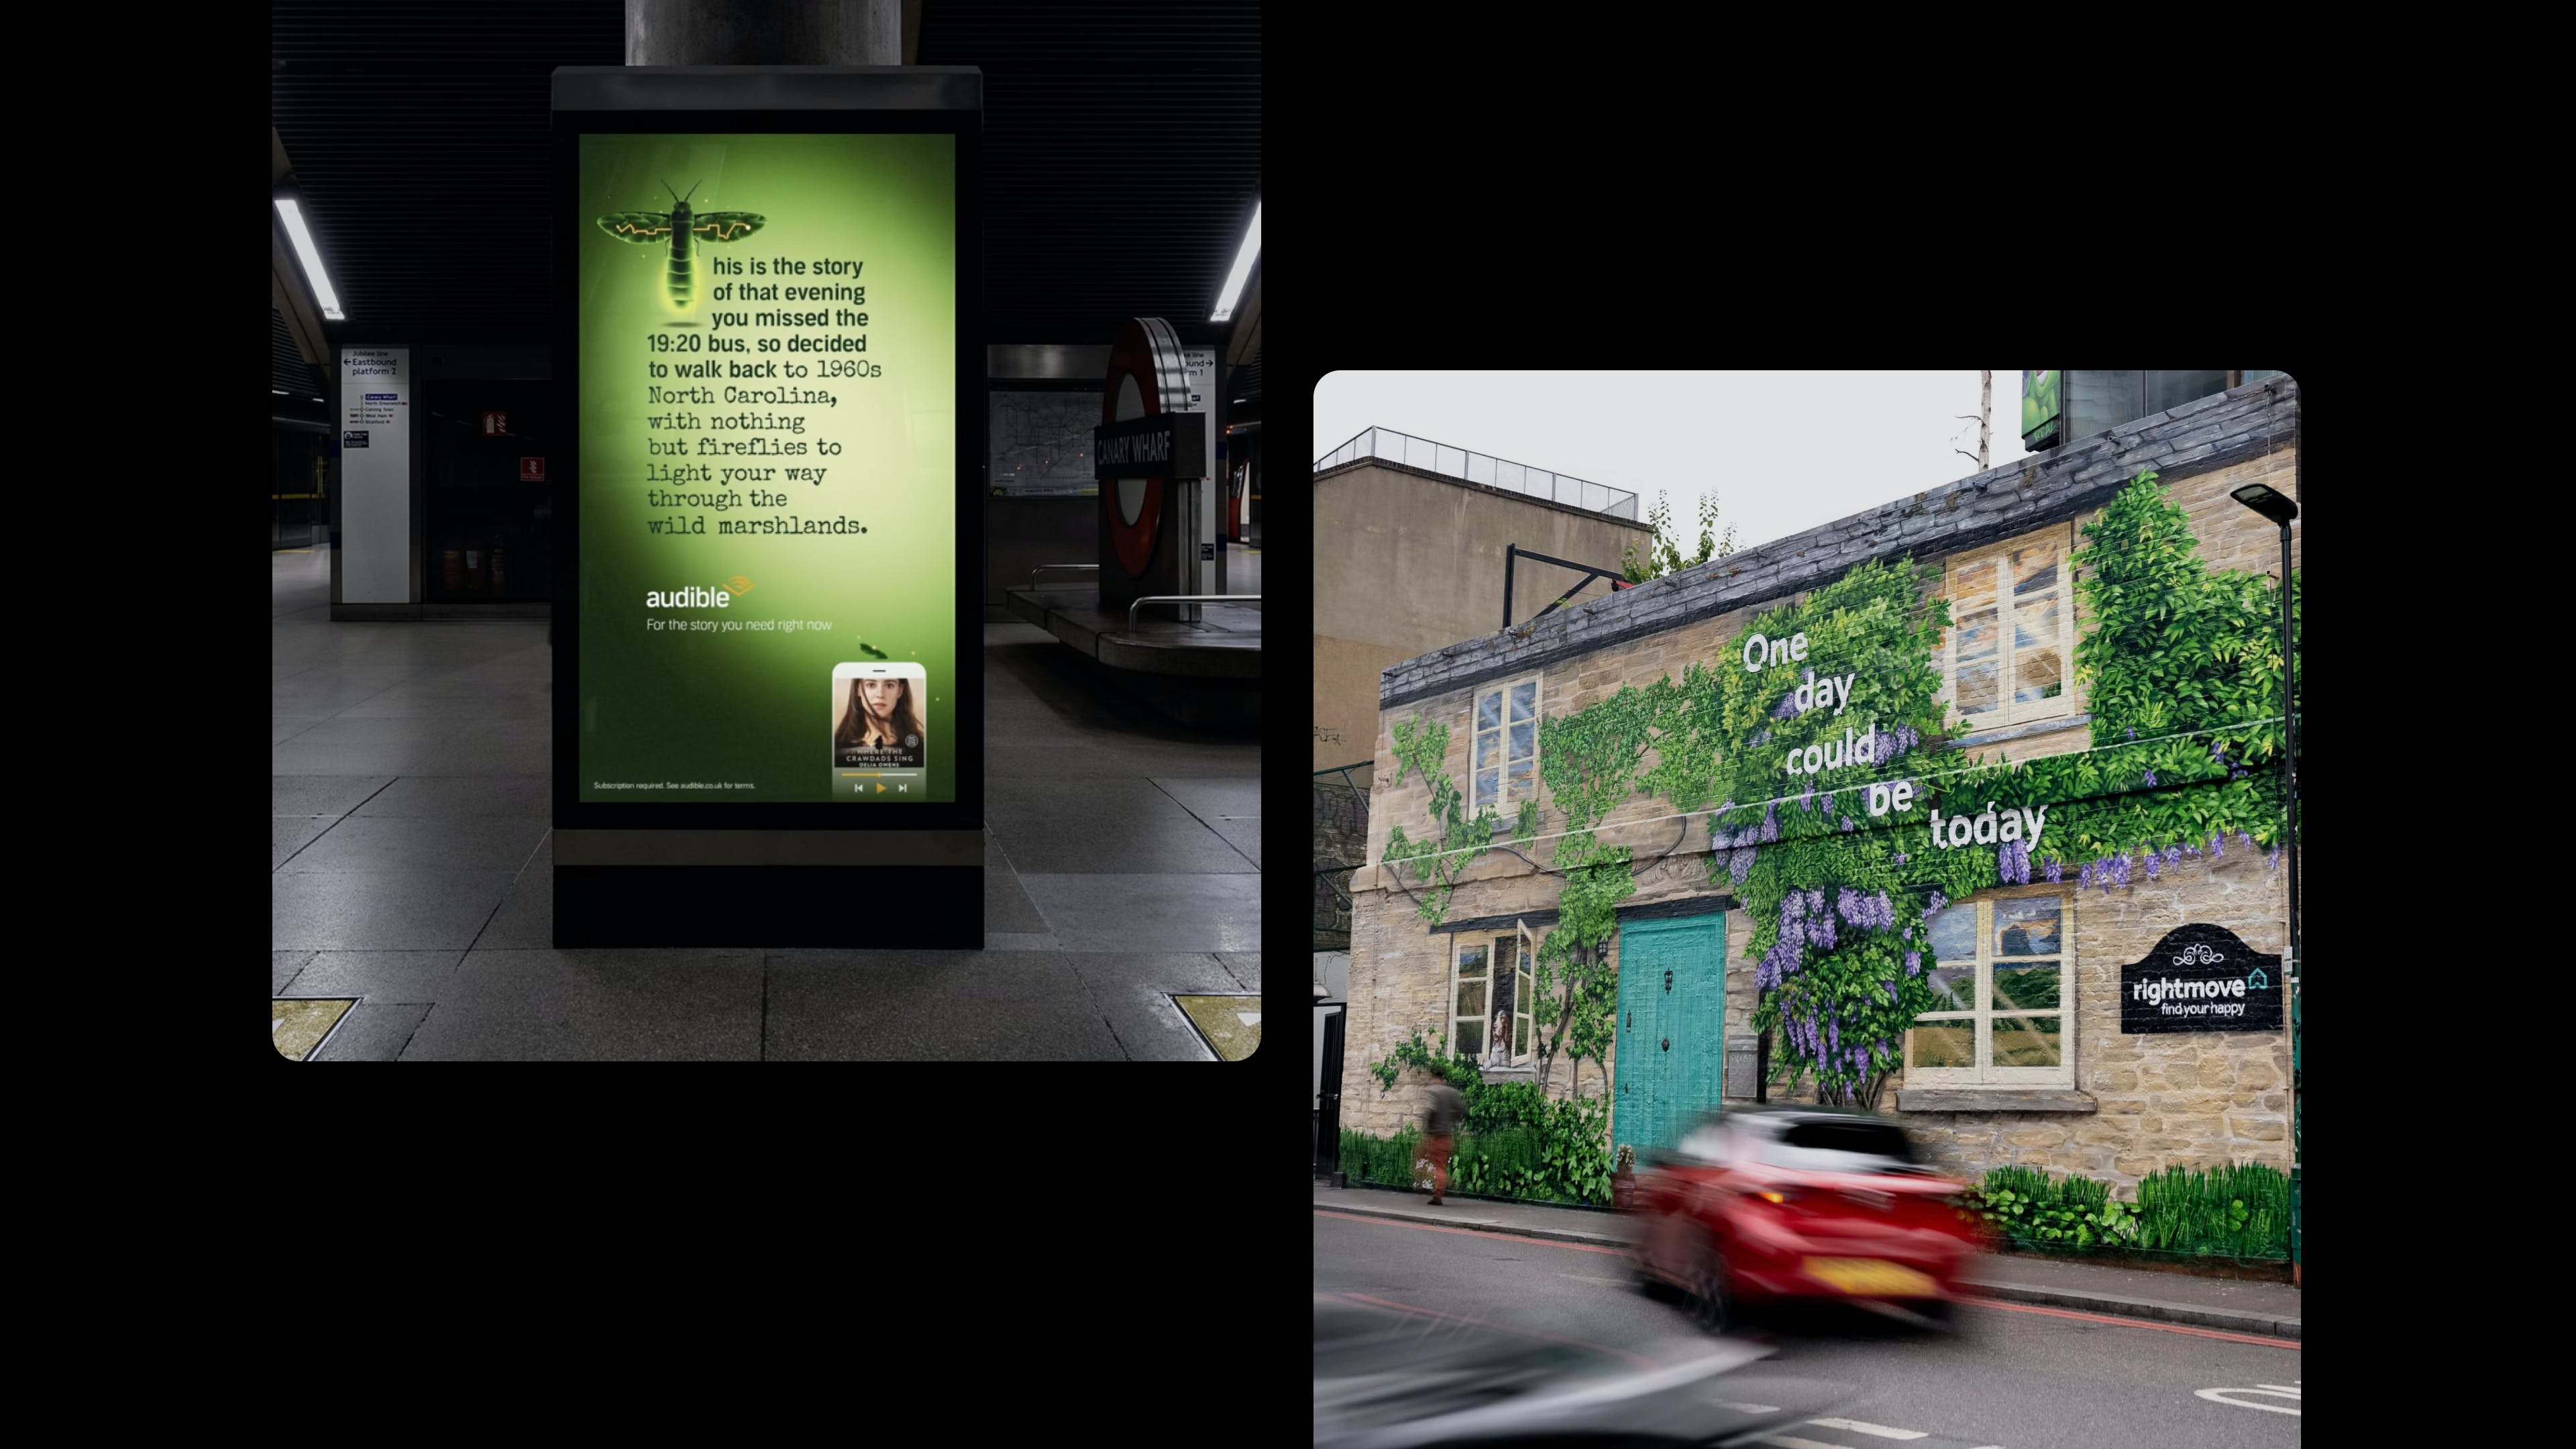 his is the story
of that evening
you missed the
19:20 bus, so decided
to walk back to 1960s
North Carolina,
with nothing
but fireflies to
light your way
through the
wild marshlands.
audible
For the story you need right now
WHERE THE
CRAWDADS SING
DELIA OWENS
Subscription required. See audible.co.uk for terms.
Jubilee line
Eastbound
platform 2
CANARY WHARF
One
day
could
be
today
rightmove
find your happy